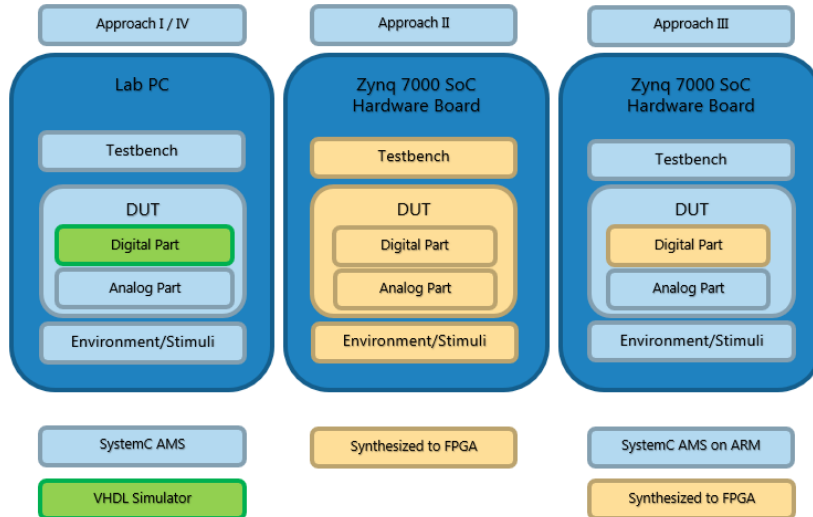 Approach I / IV
Approach II
Approach III
Lab PC
Testbench
DUT
Digital Part
Analog Part
Environment/Stimuli
Zynq 7000 SoC
Hardware Board
Testbench
DUT
Digital Part
Analog Part
Environment/Stimuli
Zynq 7000 SoC
Hardware Board
Testbench
DUT
Digital Part
Analog Part
Environment/Stimuli
SystemC AMS
VHDL Simulator
Synthesized to FPGA
SystemC AMS on ARM
Synthesized to FPGA